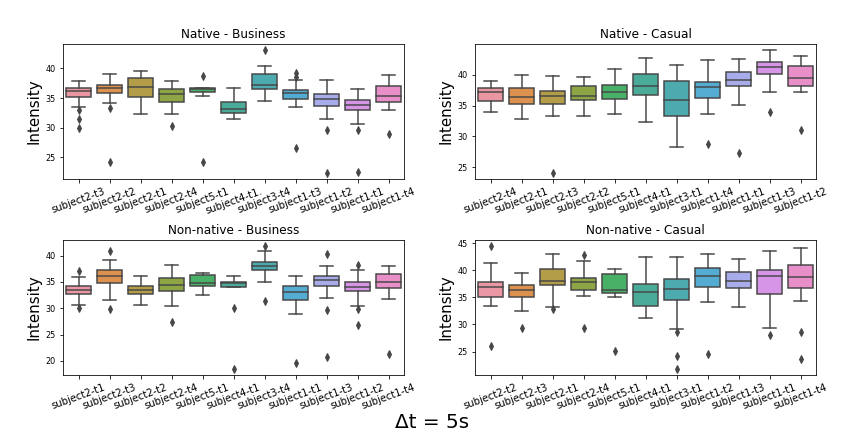 Native - Business
Intensity
40
35
30
25
subject2-t3 subject2-t2 subject2-t1 subject2-t4 subject5-t1 subject4-t1. subject3-t4 subject1-t3 subject1-t2 subject1-t1 subject1-t4
Native - Casual
Intensity
40
35
30
25
subject2-t4 subject2-t1 subject2-t3 subject2-t2 subject5-t1 subject4-t1 subject3-t1 subject1-t4 subject1-t1 subject1-t3 subject1-t2
Non-native - Business
Intensity
40
35
30
25
20
subject2-t1 subject2-t3 subject2-t2 subject2-t4 subject5-t1 subject4-t1 subject3-t4 subject1-t1 subject1-t3 subject1-t2 subject1-t4
Non-native - Casual
Intensity
45
40
35
30
25
subject2-t2 subject2-t3 subject2-t1 subject2-t4 subject5-t1 subject4-t1 subject3-t1 subject1-t2 subject1-t3 subject1-t1 subject1-t4
Δt = 5s